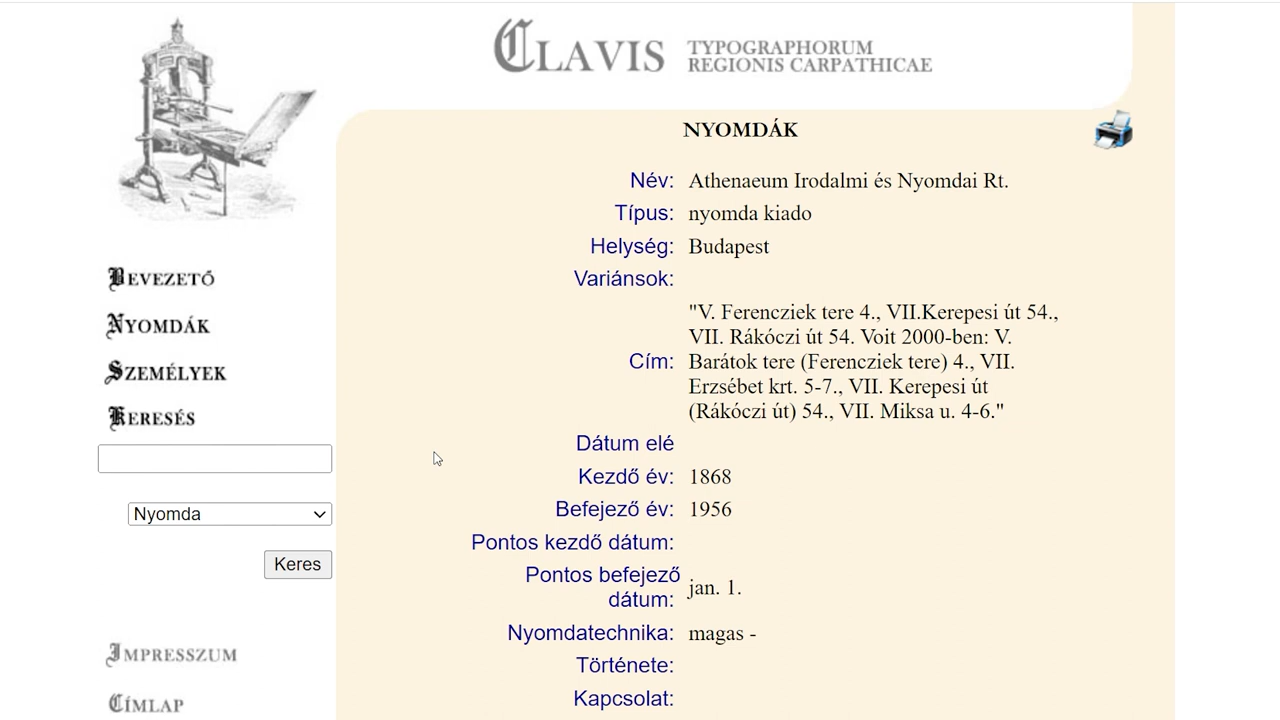 CLAVIS TYPOGRAPHORUM
REGIONIS CARPATHICAE
NYOMDÁK
BEVEZETŐ
NYOMDÁK
SZEMÉLYEK
KERESÉS
Nyomda
Keres
IMPRESSZUM
CÍMLAP
Név: Athenaeum Irodalmi és Nyomdai Rt.
Típus: nyomda kiado
Helység: Budapest
Variánsok:
Cím: "V. Ferencziek tere 4., VII.Kerepesi út 54.,
VII. Rákóczi út 54. Voit 2000-ben: V.
Barátok tere (Ferencziek tere) 4., VII.
Erzsébet krt. 5-7., VII. Kerepesi út
(Rákóczi út) 54., VII. Miksa u. 4-6."
Dátum elé
Kezdő év: 1868
Befejező év: 1956
Pontos kezdő dátum:
Pontos befejező
dátum: jan. 1.
Nyomdatechnika: magas -
Története:
Kapcsolat: